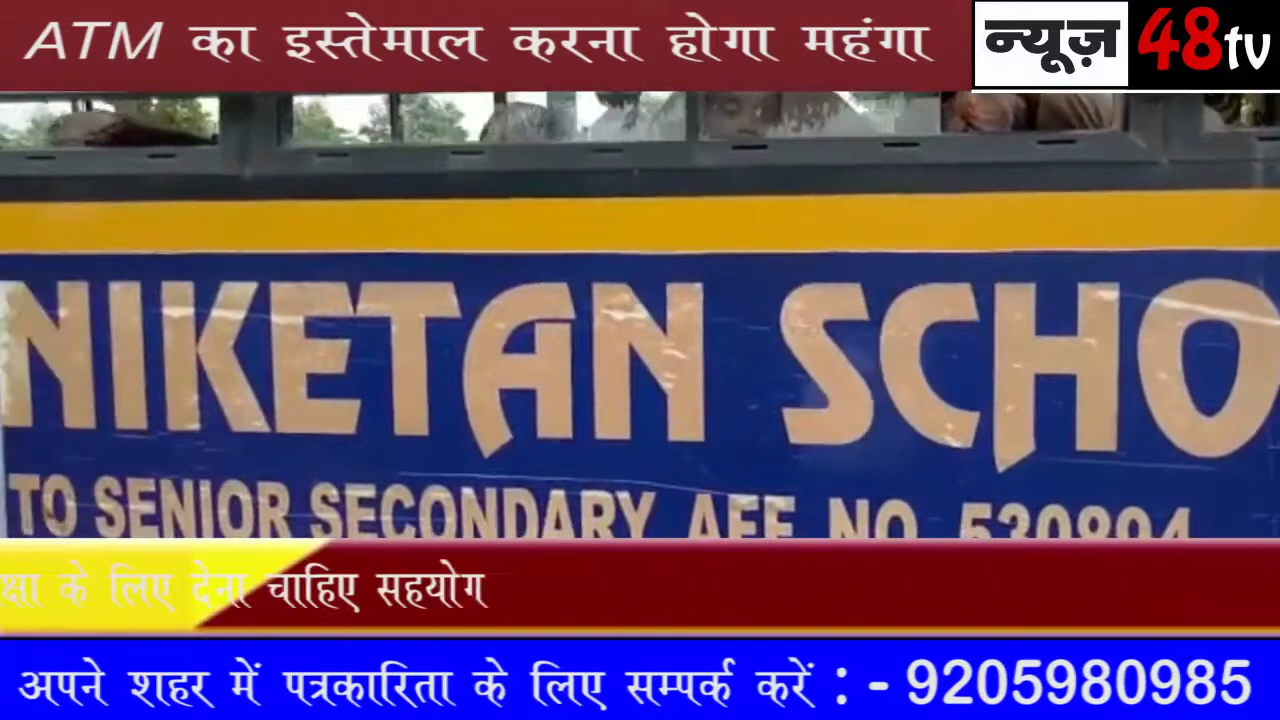 ATM का इस्तेमाल करना होगा महंगा
न्यूज़ 48tv
NIKETAN SCHO
TO SENIOR SECONDARY AFF. NO. 530894
क्षा के लिए देना चाहिए सहयोग
अपने शहर में पत्रकारिता के लिए सम्पर्क करें : - 9205980985